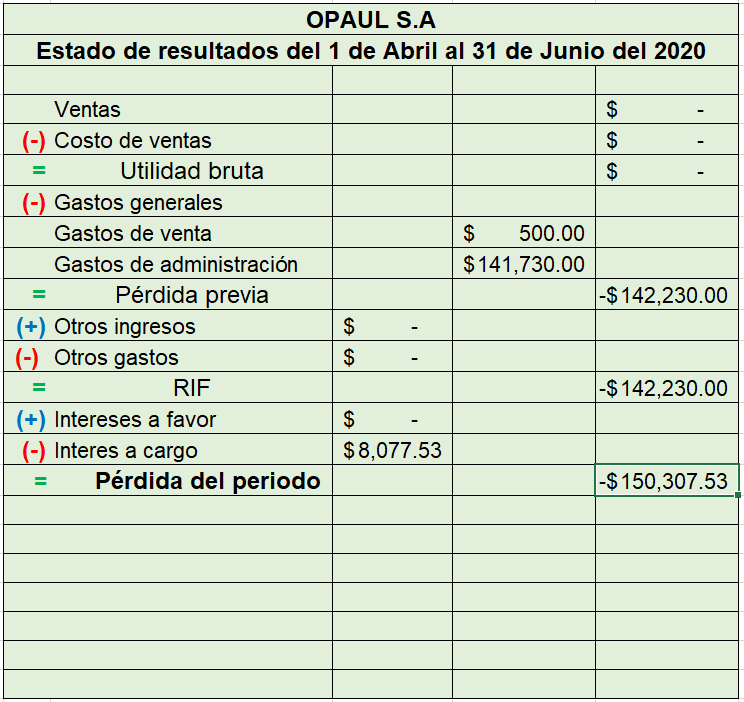 OPAUL S.A
Estado de resultados del 1 de Abril al 31 de Junio del 2020
Ventas $ -
(-) Costo de ventas $ -
= Utilidad bruta $ -
(-) Gastos generales
Gastos de venta $ 500.00
Gastos de administración $141,730.00
= Pérdida previa -$142,230.00
(+) Otros ingresos $ -
(-) Otros gastos $ -
= RIF -$142,230.00
(+) Intereses a favor $ -
(-) Interes a cargo $8,077.53
= Pérdida del periodo -$150,307.53